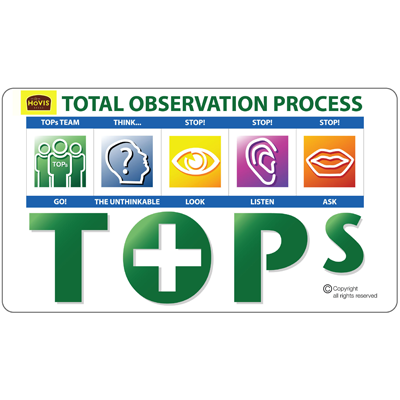 HOVIS
TOTAL OBSERVATION PROCESS
TOPs TEAM THINK... STOP! STOP! STOP!
TOPs ?
GO! THE UNTHINKABLE LOOK LISTEN ASK
TOPS
© Copyright
all rights reserved